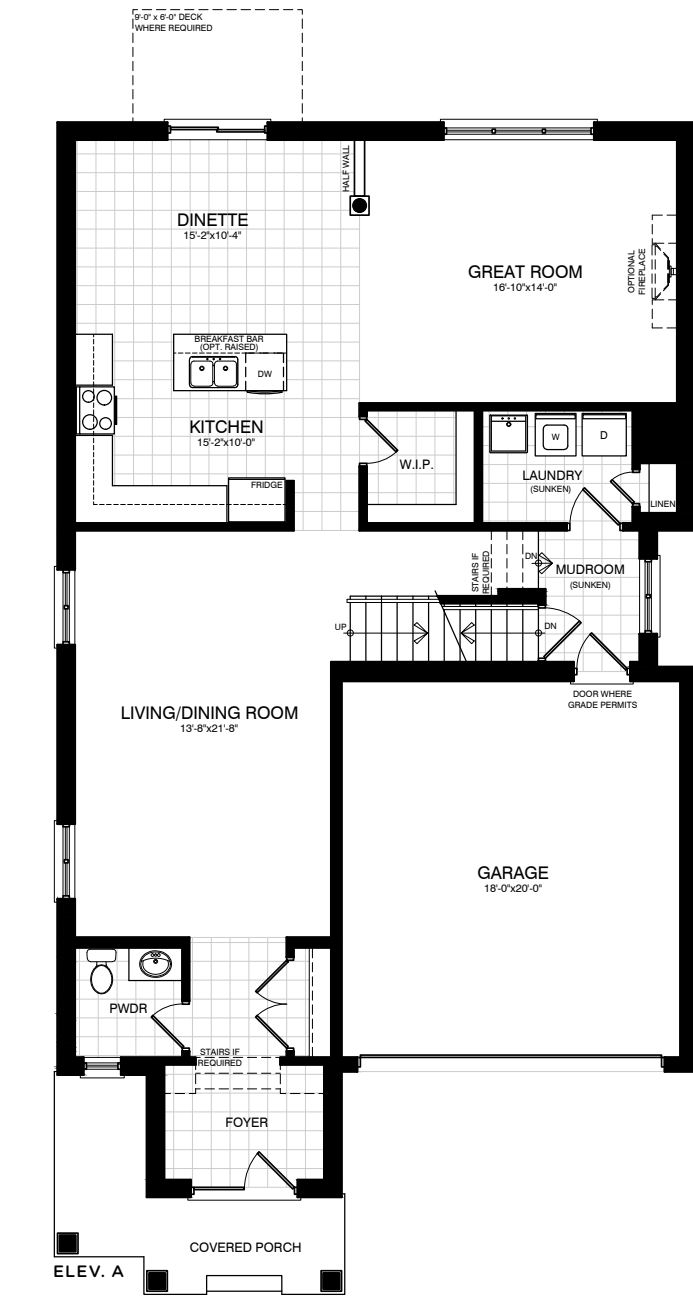 9'-0" x 6'-0" DECK
WHERE REQUIRED
HALF WALL
DINETTE
15'-2"x10'-4"
GREAT ROOM
16'-10"x14'-0"
OPTIONAL
FIREPLACE
BREAKFAST BAR
(OPT. RAISED)
DW
KITCHEN
15'-2"x10'-0"
FRIDGE
W.I.P.
W
D
LAUNDRY
(SUNKEN)
LINEN
STAIRS IF
REQUIRED
DN
MUDROOM
(SUNKEN)
UP
DN
DOOR WHERE
GRADE PERMITS
LIVING/DINING ROOM
13'-8"x21'-8"
GARAGE
18'-0"x20'-0"
PWDR
STAIRS IF
REQUIRED
FOYER
COVERED PORCH
ELEV. A